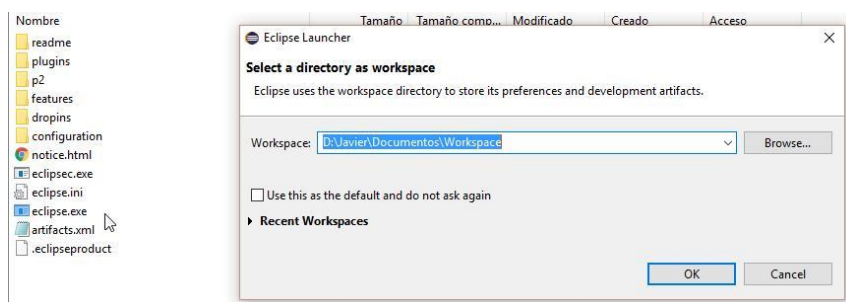 Nombre Tamaño Tamaño comp... Modificado Creado Acceso
readme
plugins
p2
features
dropins
configuration
notice.html
eclipsec.exe
eclipse.ini
eclipse.exe
artifacts.xml
.eclipseproduct
Eclipse Launcher
Select a directory as workspace
Eclipse uses the workspace directory to store its preferences and development artifacts.
Workspace: D:\Javier\Documentos\Workspace Browse...
Use this as the default and do not ask again
Recent Workspaces
OK Cancel